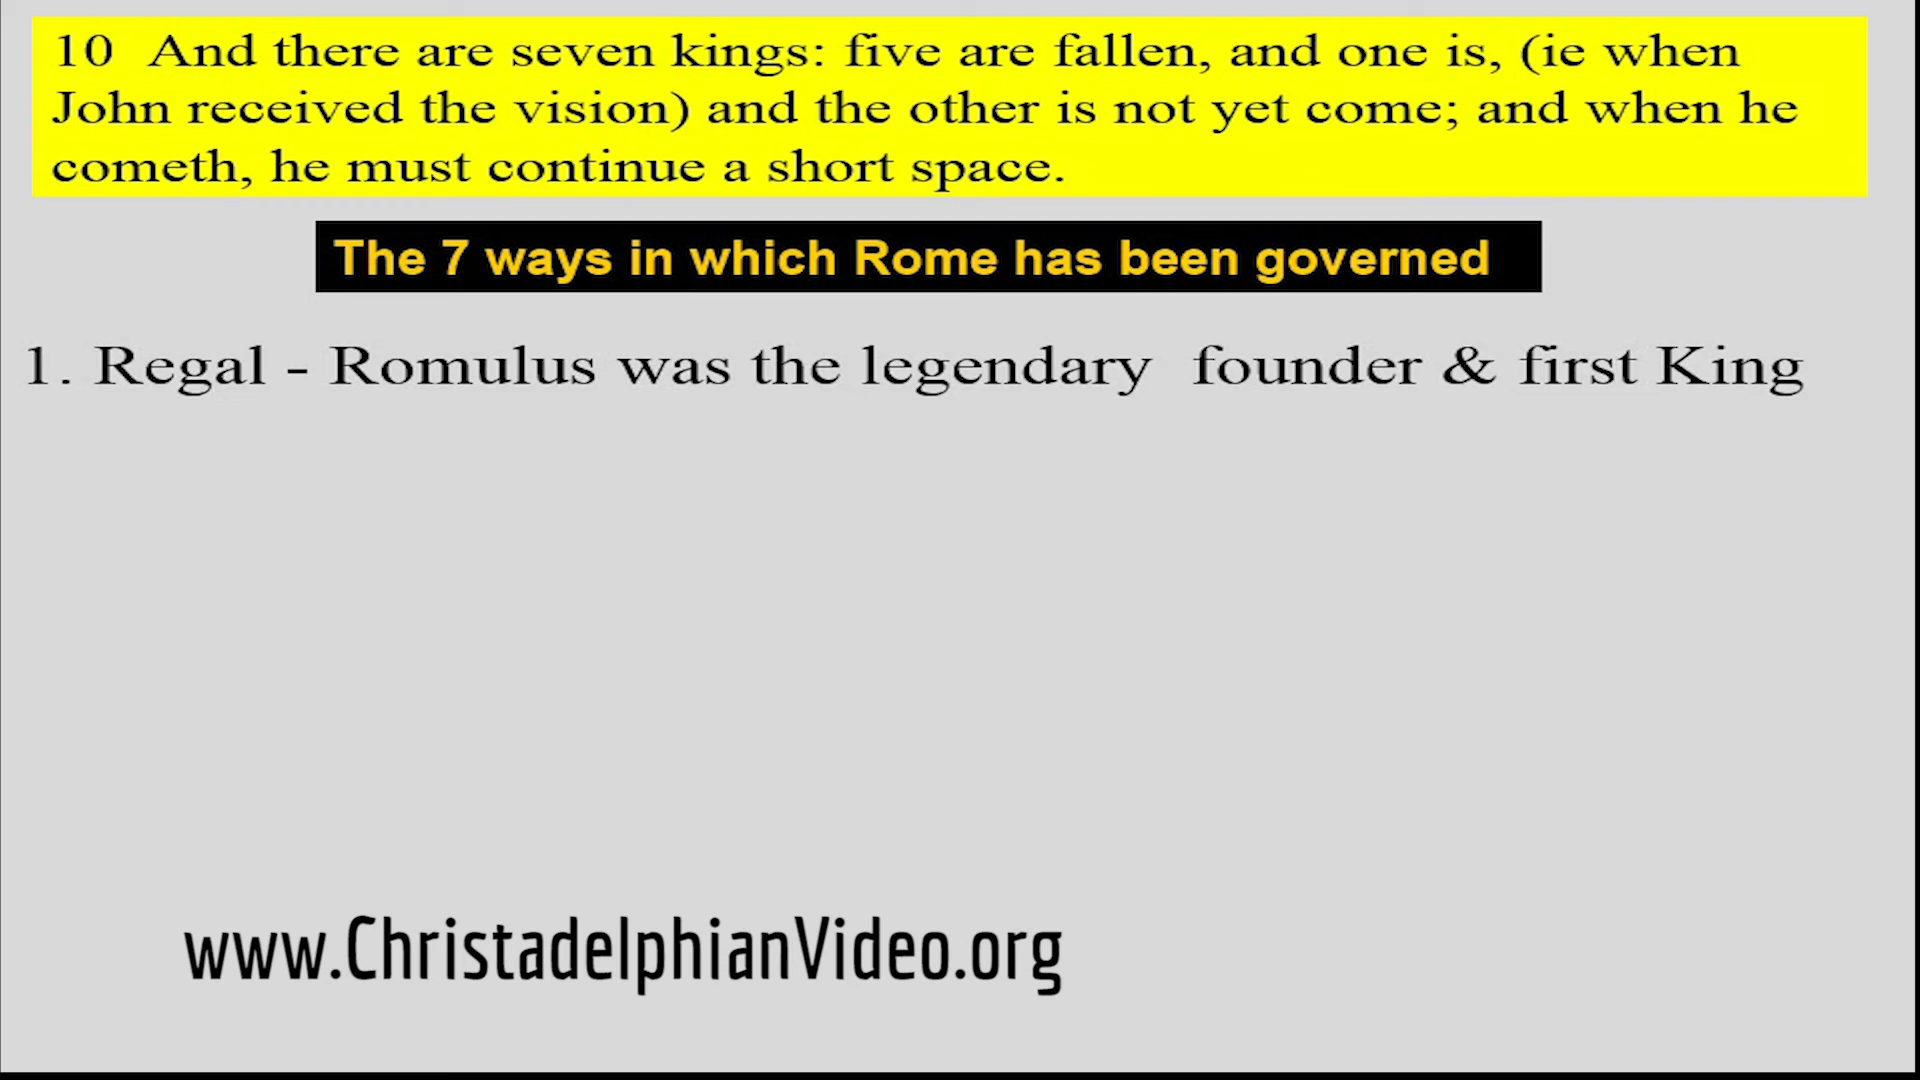 10 And there are seven kings: five are fallen, and one is, (ie when
John received the vision) and the other is not yet come; and when he
cometh, he must continue a short space.
The 7 ways in which Rome has been governed
1. Regal - Romulus was the legendary founder & first King
www.ChristadelphianVideo.org